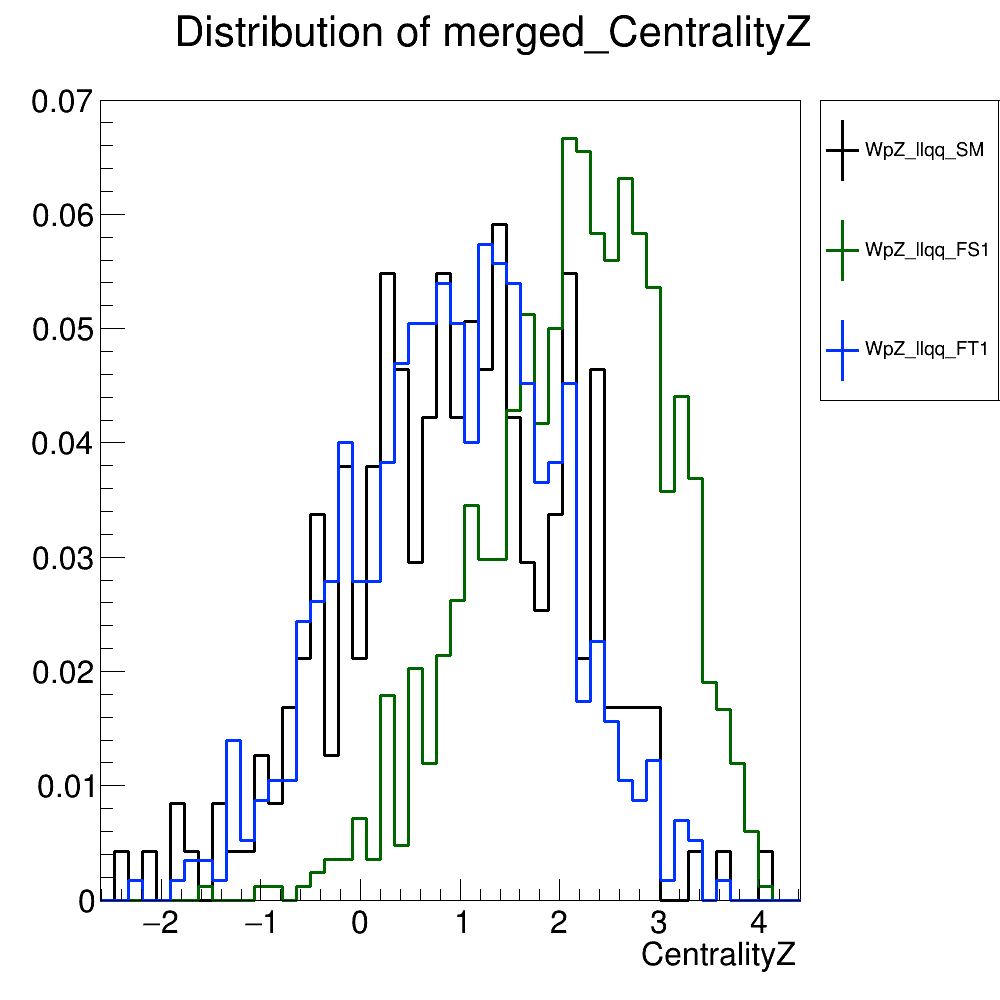 Distribution of merged_CentralityZ
0.07
0.06
0.05
0.04
0.03
0.02
0.01
0
−2 −1 0 1 2 3 4
CentralityZ
WpZ_llqq_SM
WpZ_llqq_FS1
WpZ_llqq_FT1